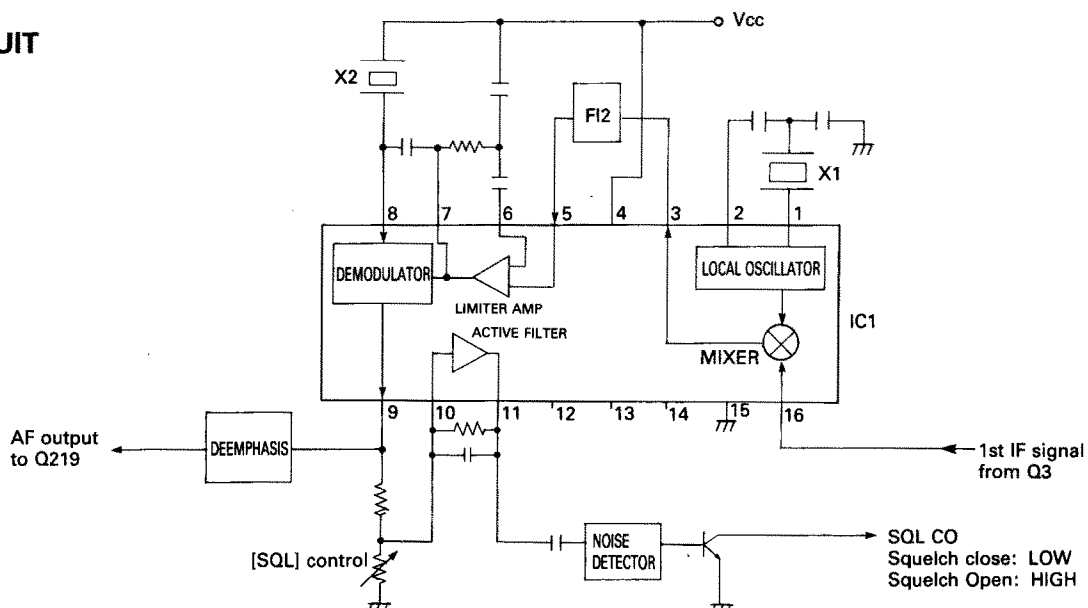 UIT
Vcc
X2
FI2
X1
8
7
6
5
4
3
2
1
DEMODULATOR
LOCAL OSCILLATOR
LIMITER AMP
ACTIVE FILTER
IC1
MIXER
9
10
11
12
13
14
15
16
AF output
to Q219
DEEMPHASIS
1st IF signal
from Q3
[SQL] control
NOISE
DETECTOR
SQL CO
Squelch close: LOW
Squelch Open: HIGH